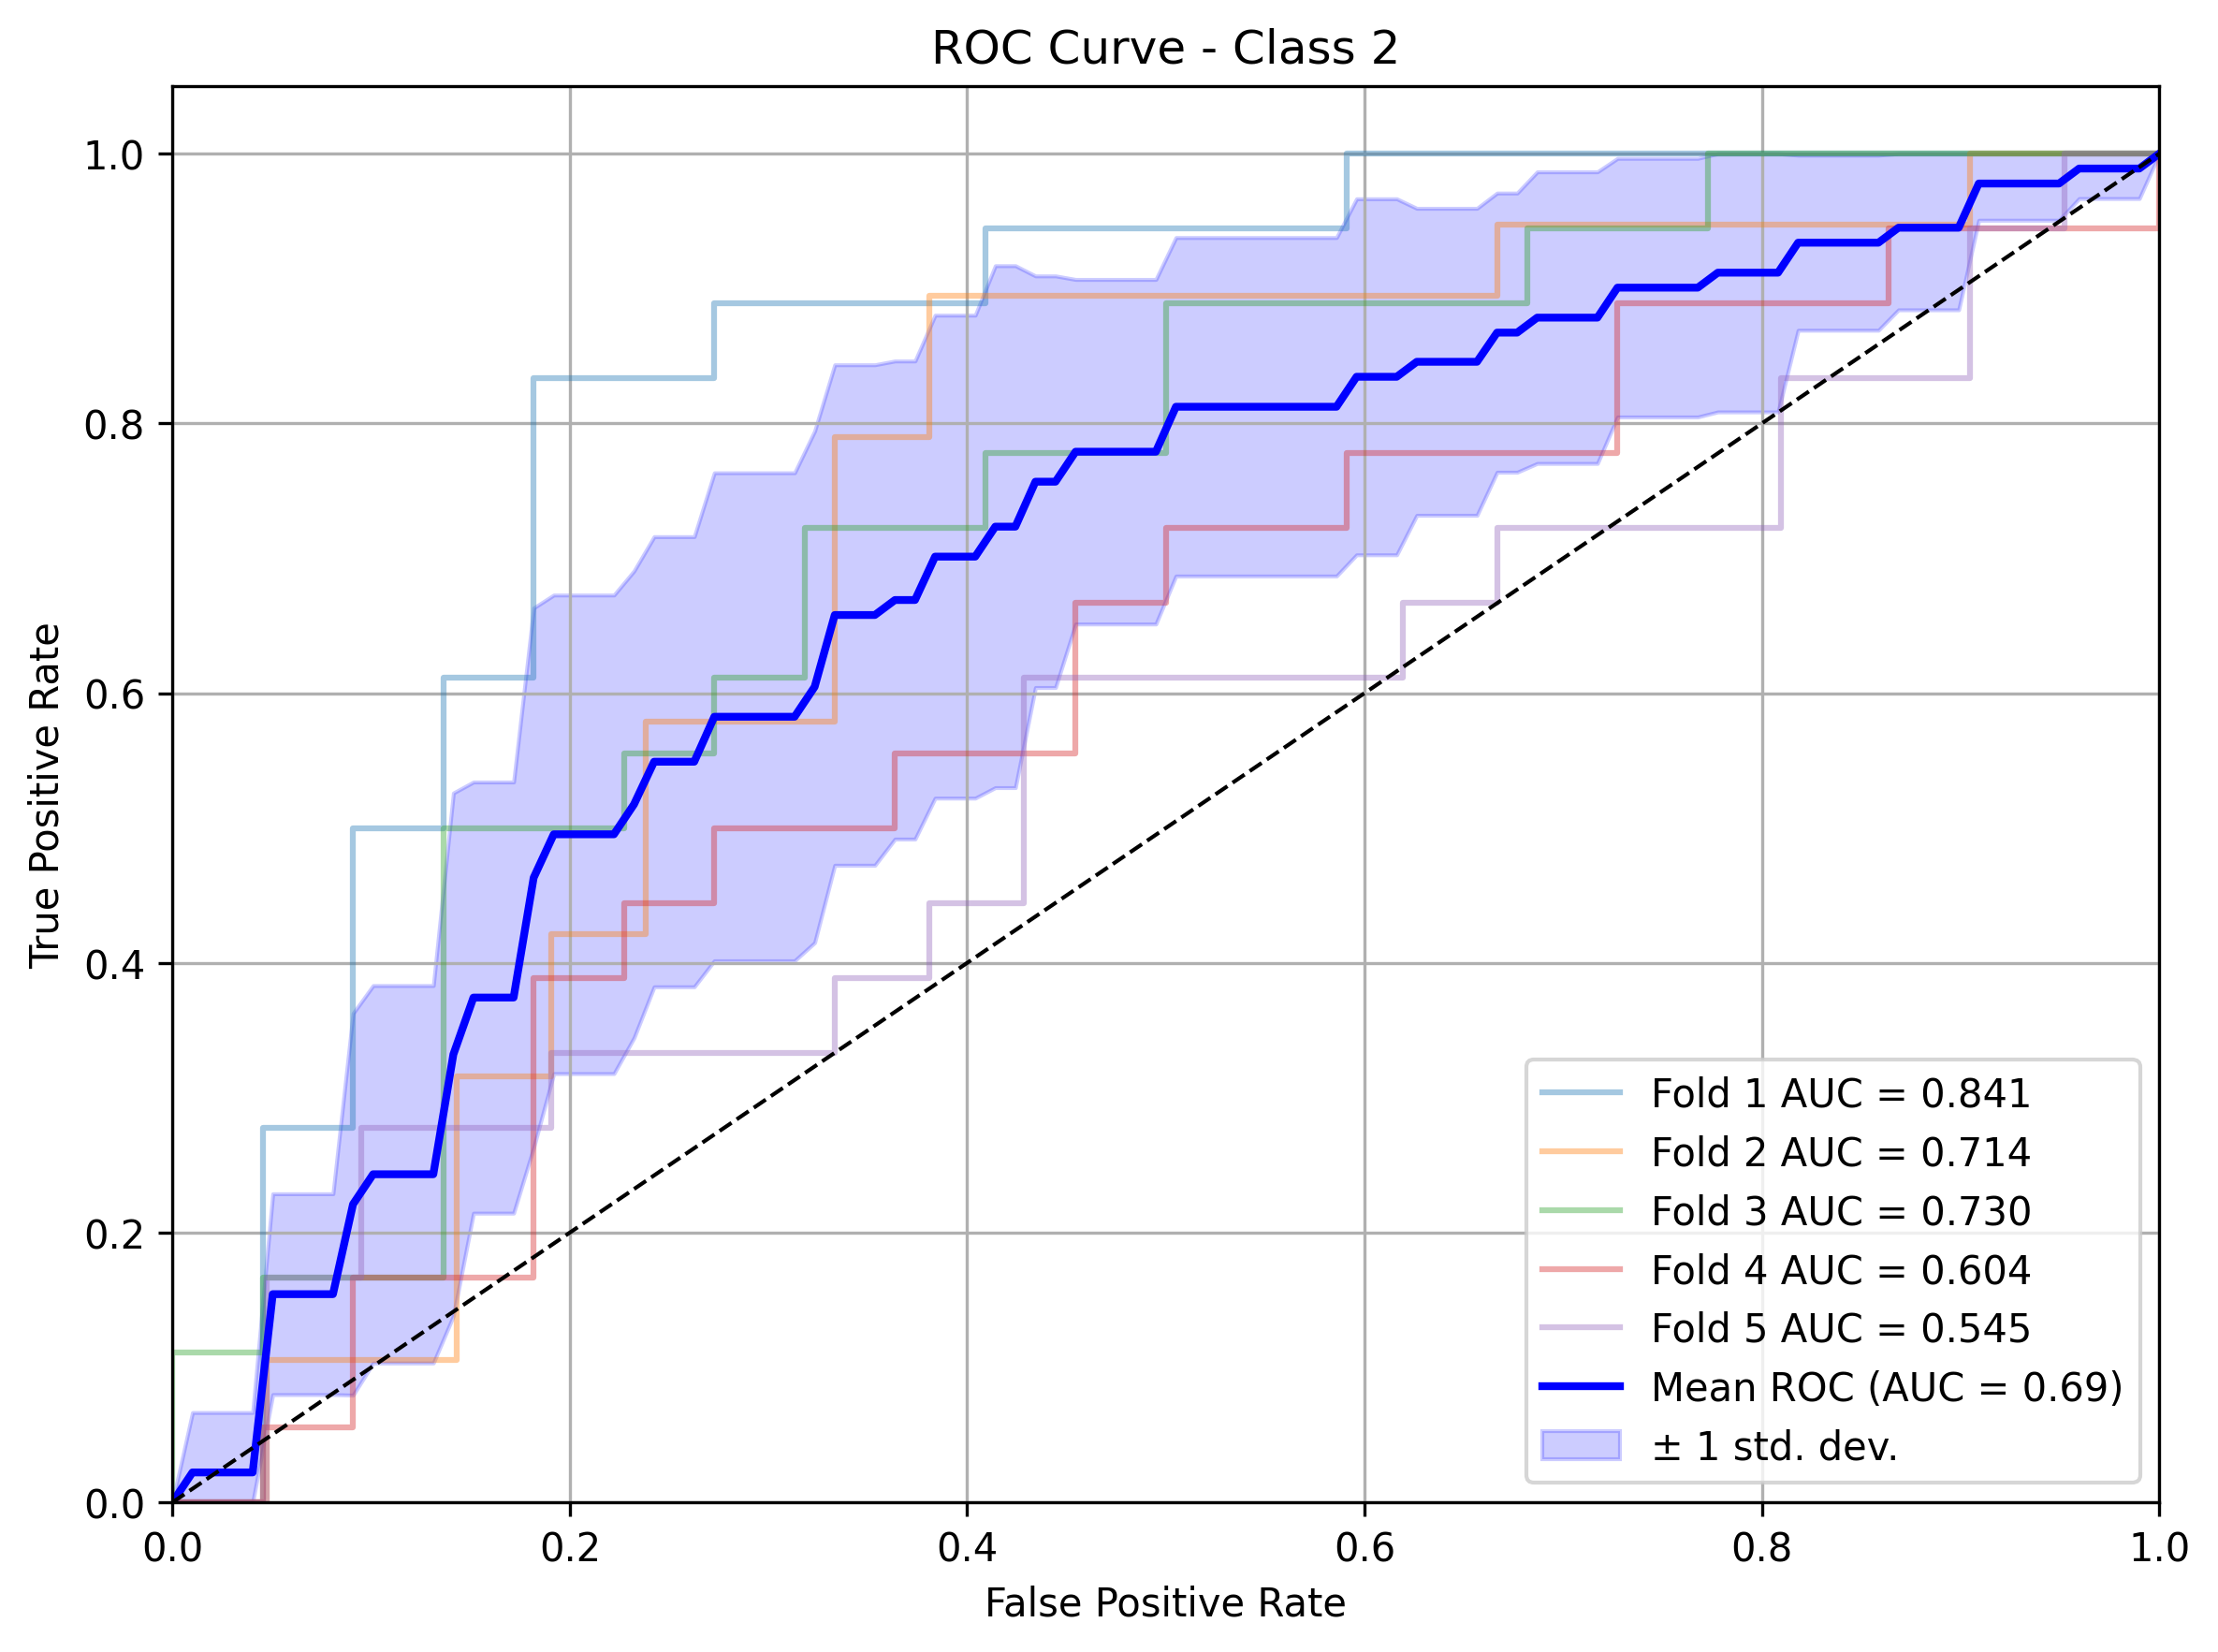 ROC Curve - Class 2
1.0
0.8
0.6
0.4
0.2
0.0
True Positive Rate
0.0 0.2 0.4 0.6 0.8 1.0
False Positive Rate
Fold 1 AUC = 0.841
Fold 2 AUC = 0.714
Fold 3 AUC = 0.730
Fold 4 AUC = 0.604
Fold 5 AUC = 0.545
Mean ROC (AUC = 0.69)
± 1 std. dev.